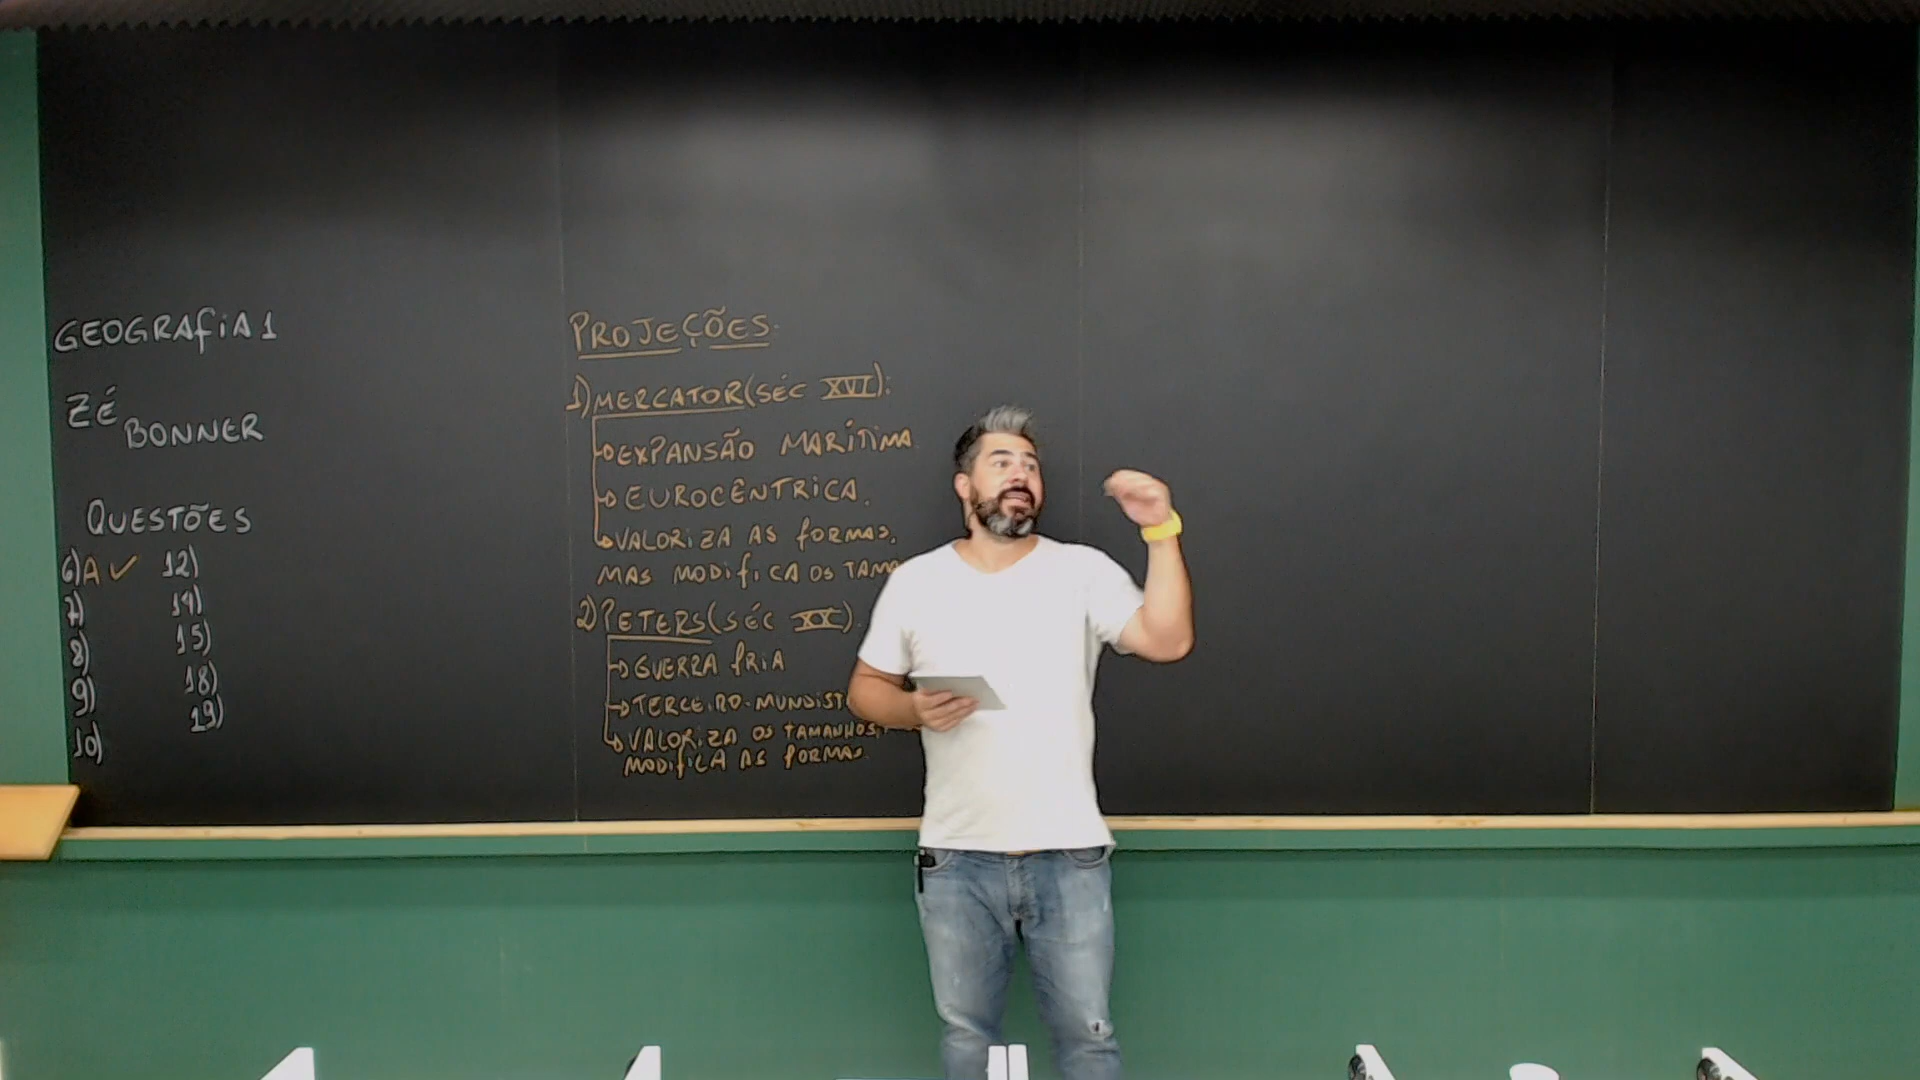 GEOGRAFIA 1
ZÉ
BONNER
QUESTÕES
6) A ✓ 12)
7) 14)
8) 15)
9) 18)
10) 19)
PROJEÇÕES.
1) MERCATOR (SÉC XVI):
EXPANSÃO MARÍTIMA
EUROCÊNTRICA.
VALORIZA AS FORMAS,
MAS MODIFICA OS TAMA
2) PETERS (SÉC XX).
GUERRA FRIA
TERCEIRO-MUNDIST
VALORIZA OS TAMANHOS,
MODIFICA AS FORMAS.